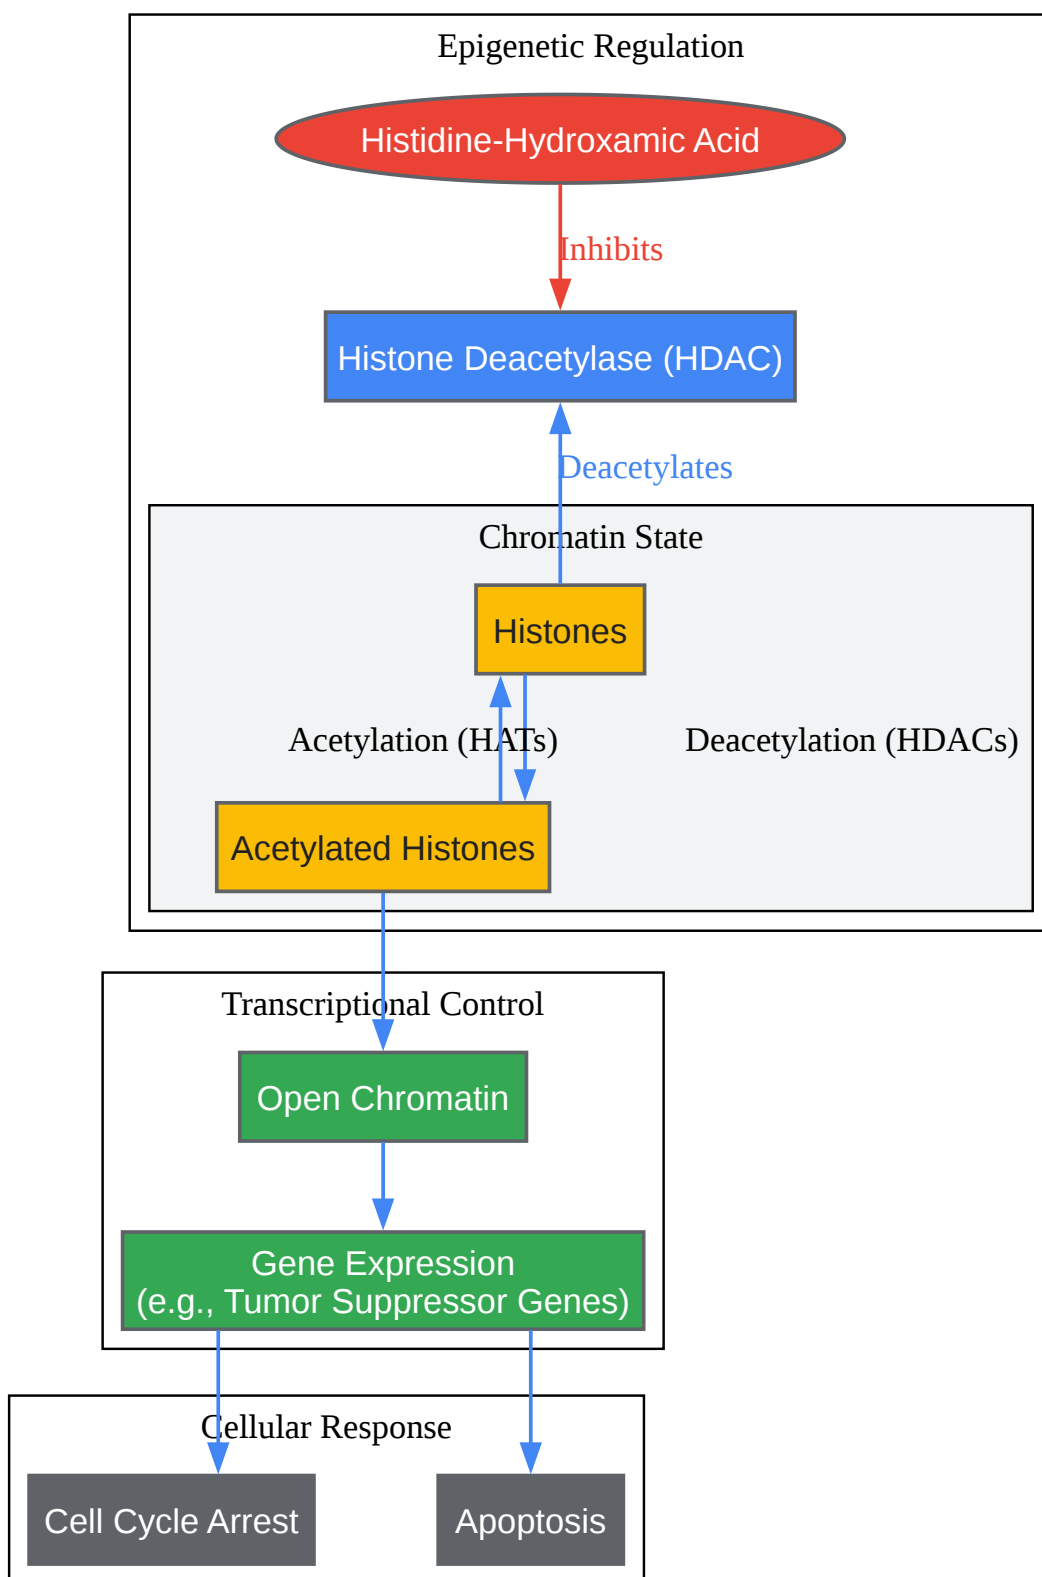 Epigenetic Regulation
Histidine-Hydroxamic Acid
Inhibits
Histone Deacetylase (HDAC)
Deacetylates
Chromatin State
Histones
Acetylation (HATs)
Deacetylation (HDACs)
Acetylated Histones
Transcriptional Control
Open Chromatin
Gene Expression
(e.g., Tumor Suppressor Genes)
Cellular Response
Cell Cycle Arrest
Apoptosis